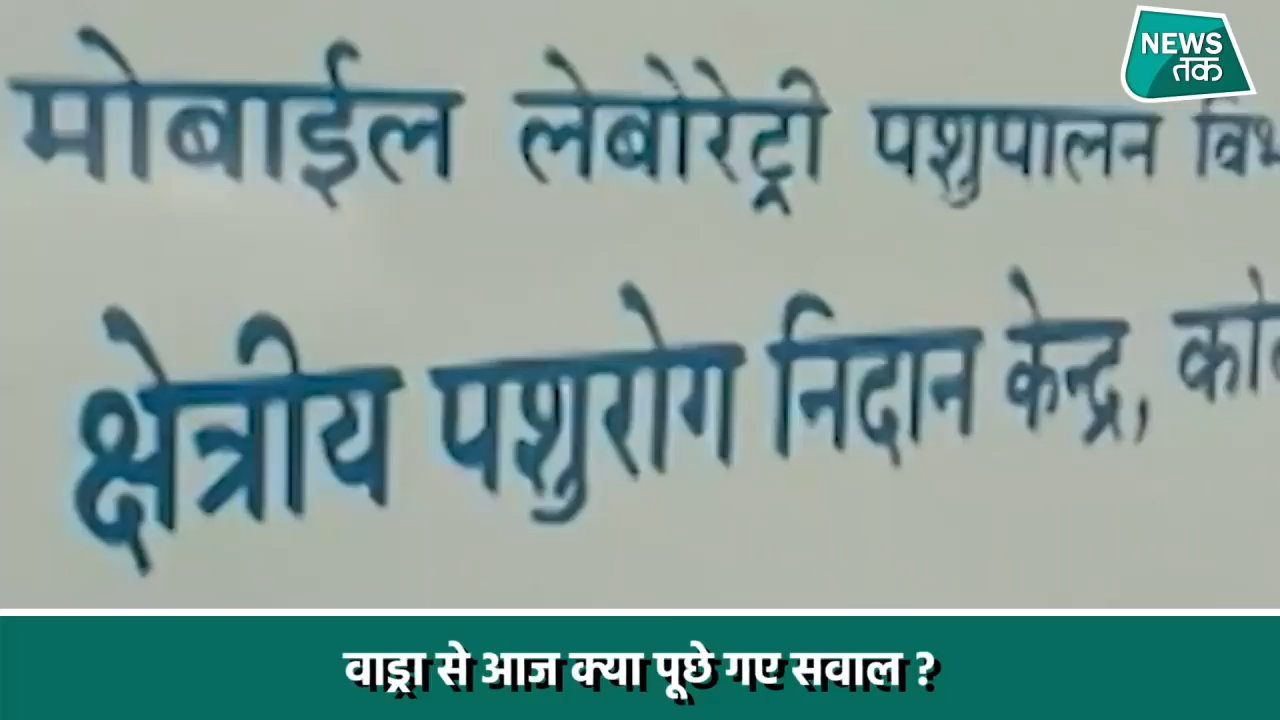 NEWS
तक
मोबाईल लेबोरेट्री पशुपालन
क्षेत्रीय पशुरोग निदान केन्द्र,
वाड्रा से आज क्या पूछे गए सवाल ?